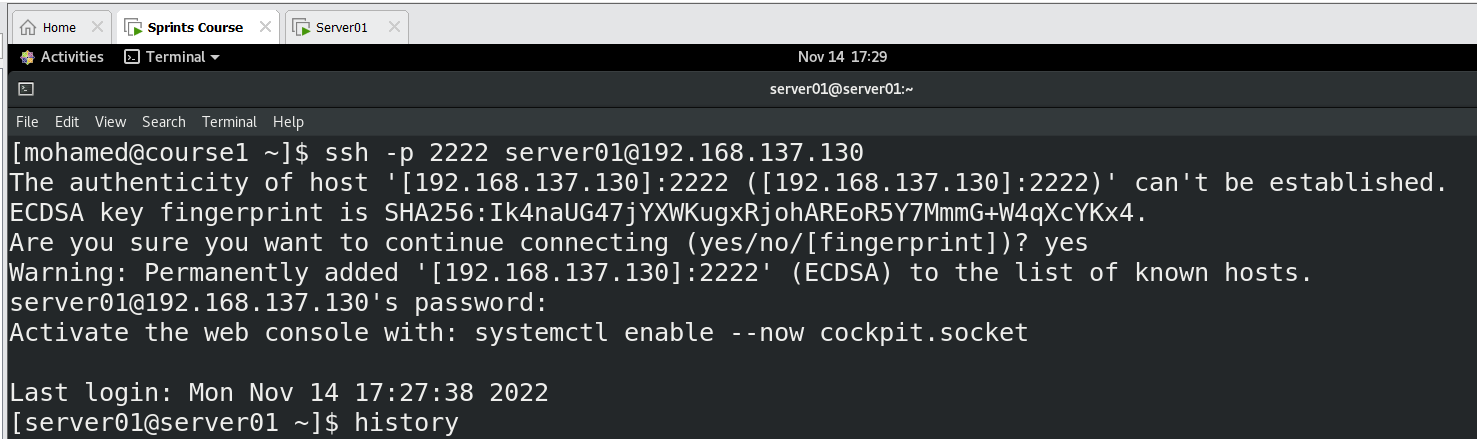 Home
Sprints Course
Server01
Activities
Terminal
Nov 14 17:29
server01@server01:~
File Edit View Search Terminal Help
[mohamed@course1 ~]$ ssh -p 2222 server01@192.168.137.130
The authenticity of host '[192.168.137.130]:2222 ([192.168.137.130]:2222)' can't be established.
ECDSA key fingerprint is SHA256:Ik4naUG47jYXWKugxRjohAREoR5Y7MmmG+W4qXcYKx4.
Are you sure you want to continue connecting (yes/no/[fingerprint])? yes
Warning: Permanently added '[192.168.137.130]:2222' (ECDSA) to the list of known hosts.
server01@192.168.137.130's password:
Activate the web console with: systemctl enable --now cockpit.socket
Last login: Mon Nov 14 17:27:38 2022
[server01@server01 ~]$ history